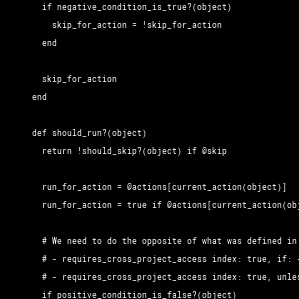 if negative_condition_is_true?(object)
skip_for_action = !skip_for_action
end
skip_for_action
end
def should_run?(object)
return !should_skip?(object) if @skip
run_for_action = @actions[current_action(object)]
run_for_action = true if @actions[current_action(obj
# We need to do the opposite of what was defined in
# - requires_cross_project_access index: true, if: -
# - requires_cross_project_access index: true, unles
if positive_condition_is_false?(object)